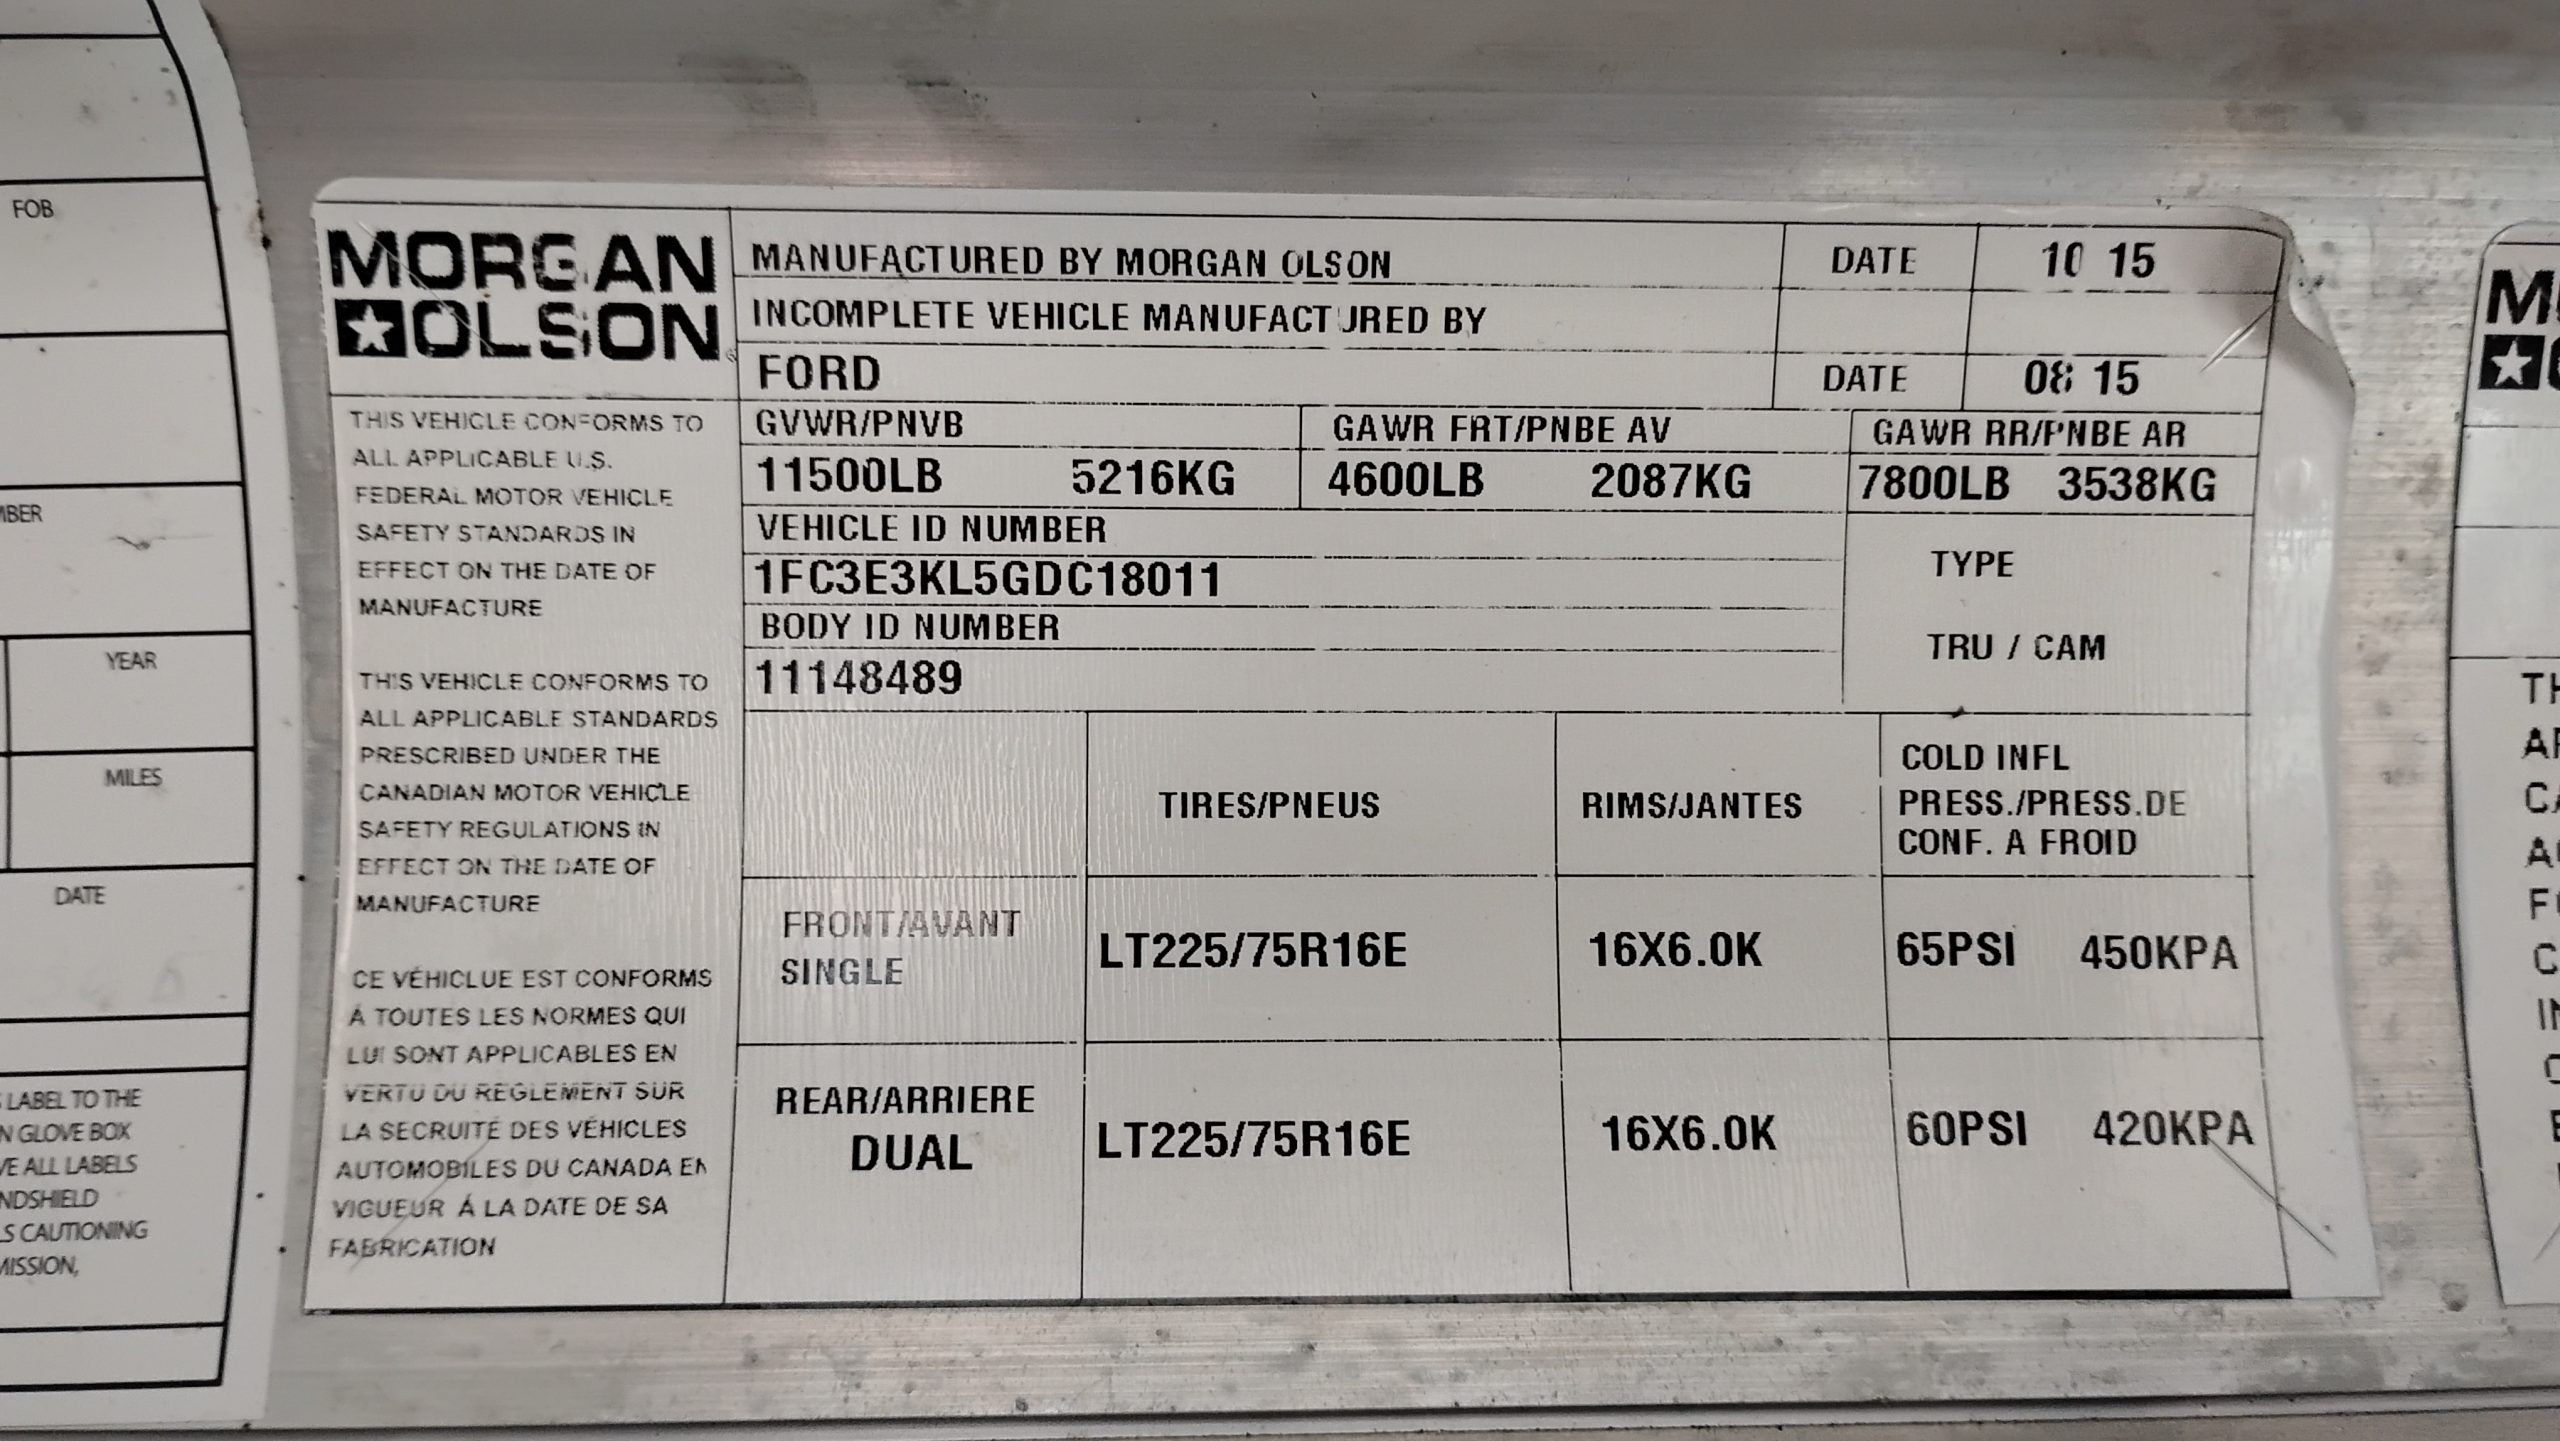 FOB
YEAR
MILES
DATE
LABEL TO THE
GLOVE BOX
ALL LABELS
CAUTIONING
MORGAN
OLSON
THIS VEHICLE CONFORMS TO
ALL APPLICABLE U.S.
FEDERAL MOTOR VEHICLE
SAFETY STANDARDS IN
EFFECT ON THE DATE OF
MANUFACTURE
THIS VEHICLE CONFORMS TO
ALL APPLICABLE STANDARDS
PRESCRIBED UNDER THE
CANADIAN MOTOR VEHICLE
SAFETY REGULATIONS IN
EFFECT ON THE DATE OF
MANUFACTURE
CE VÉHICLUE EST CONFORMS
Á TOUTES LES NORMES QUI
LUI SONT APPLICABLES EN
VERTU DU RÉGLEMENT SUR
LA SÉCRUITÉ DES VÉHICLES
AUTOMOBILES DU CANADA EN
VIGUEUR Á LA DATE DE SA
FABRICATION
MANUFACTURED BY MORGAN OLSON DATE 10 15
INCOMPLETE VEHICLE MANUFACTURED BY
FORD DATE 08 15
GVWR/PNVB GAWR FRT/PNBE AV GAWR RR/PNBE AR
11500LB 5216KG 4600LB 2087KG 7800LB 3538KG
VEHICLE ID NUMBER
1FC3E3KL5GDC18011
BODY ID NUMBER
11148489
TYPE
TRU / CAM
TIRES/PNEUS RIMS/JANTES COLD INFL
PRESS./PRESS.DE
CONF. A FROID
FRONT/AVANT
SINGLE LT225/75R16E 16X6.0K 65PSI 450KPA
REAR/ARRIERE
DUAL LT225/75R16E 16X6.0K 60PSI 420KPA